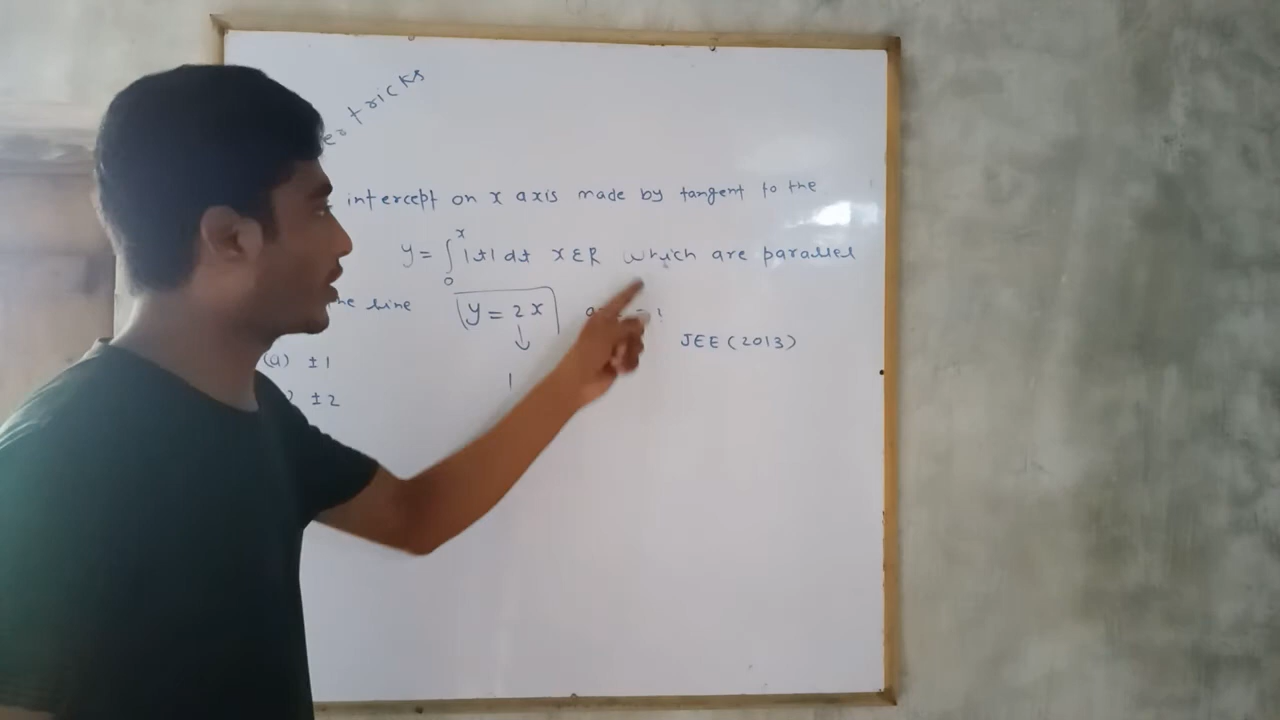 tricks
intercept on x axis made by tangent to the
y = ∫₀ˣ |t| dt x ε R which are parallel
line y = 2x
JEE (2013)
(a) ±1
±2